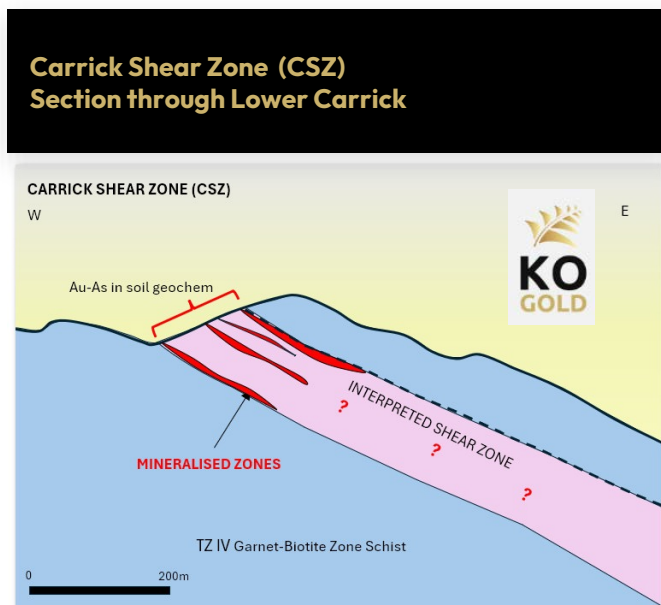 Carrick Shear Zone (CSZ)
Section through Lower Carrick
CARRICK SHEAR ZONE (CSZ)
W
E
KO
GOLD
Au-As in soil geochem
INTERPRETED SHEAR ZONE
?
?
?
MINERALISED ZONES
TZ IV Garnet-Biotite Zone Schist
0
200m